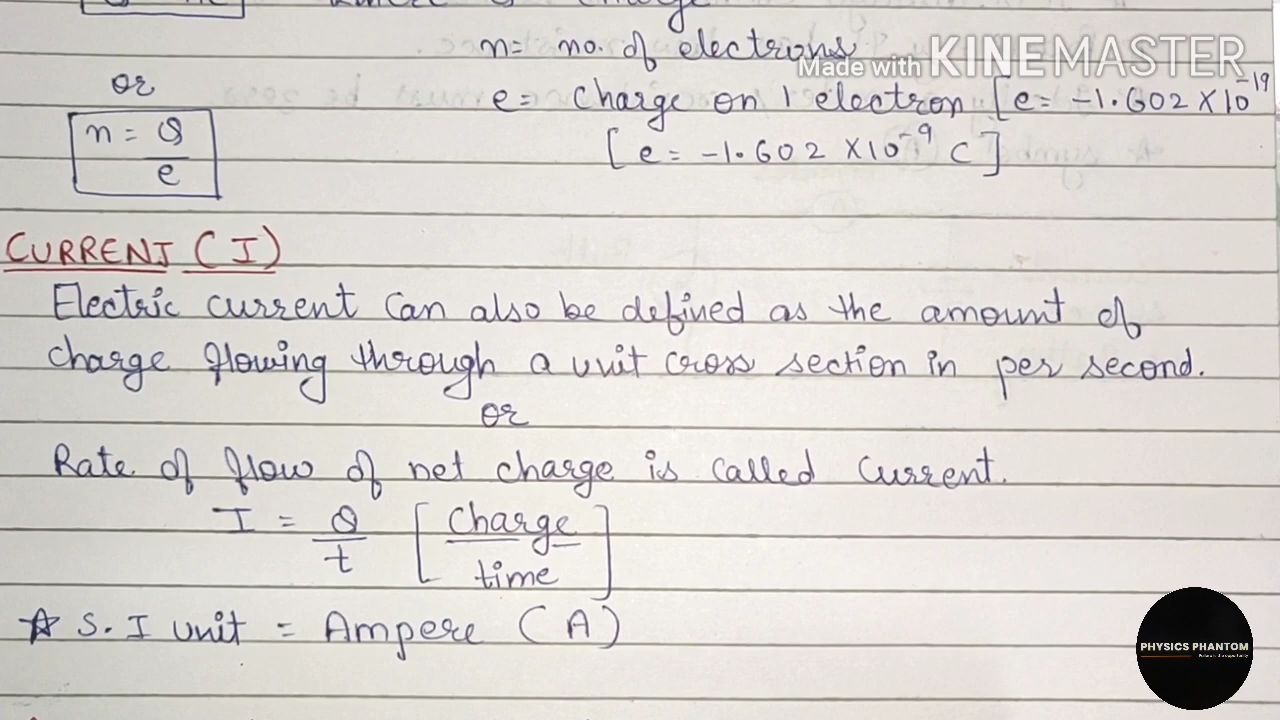 n = no. of electrons
Made with KINEMASTER
or
e = charge on 1 electron [e = -1.602 X 10^-19
n = Q
e
[e = -1.602 X 10^-9 C]
CURRENT (I)
Electric current can also be defined as the amount of
charge flowing through a unit cross section in per second.
or
Rate of flow of net charge is called current.
I = Q/t [charge/time]
☆ S.I unit = Ampere (A)
PHYSICS PHANTOM